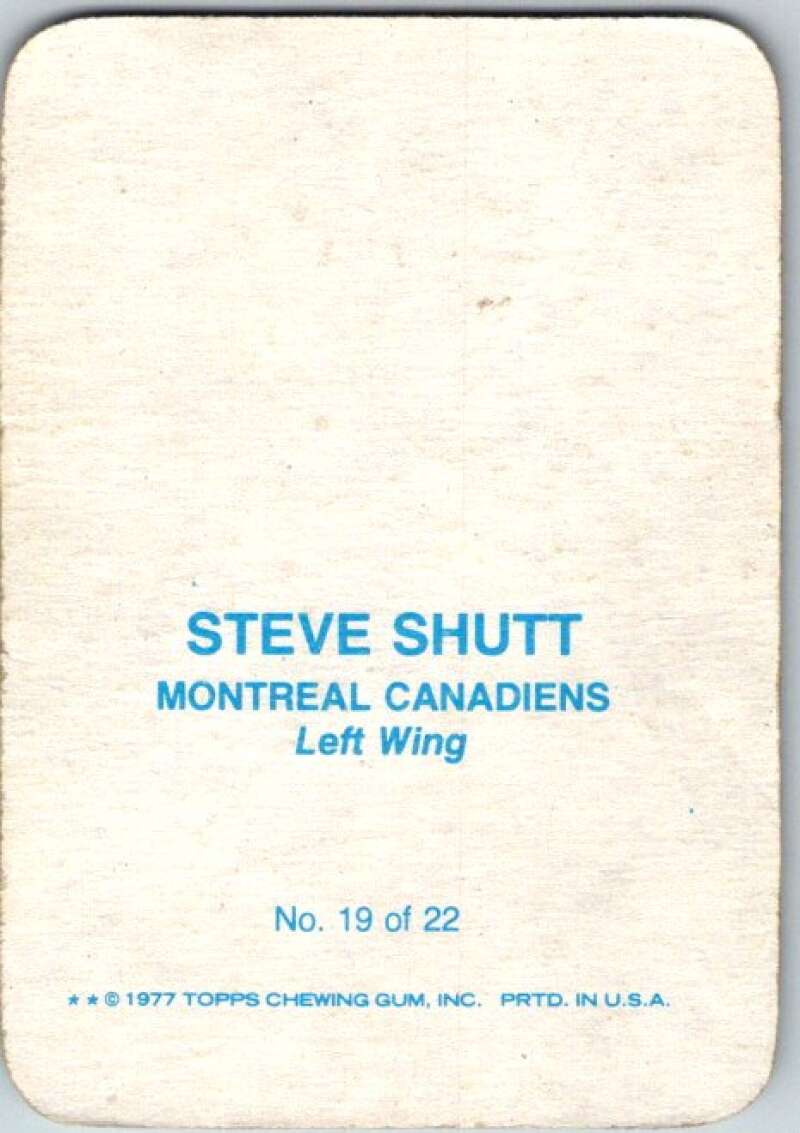 STEVE SHUTT
MONTREAL CANADIENS
Left Wing
No. 19 of 22
★ ★ © 1977 TOPPS CHEWING GUM, INC. PRTD. IN U.S.A.